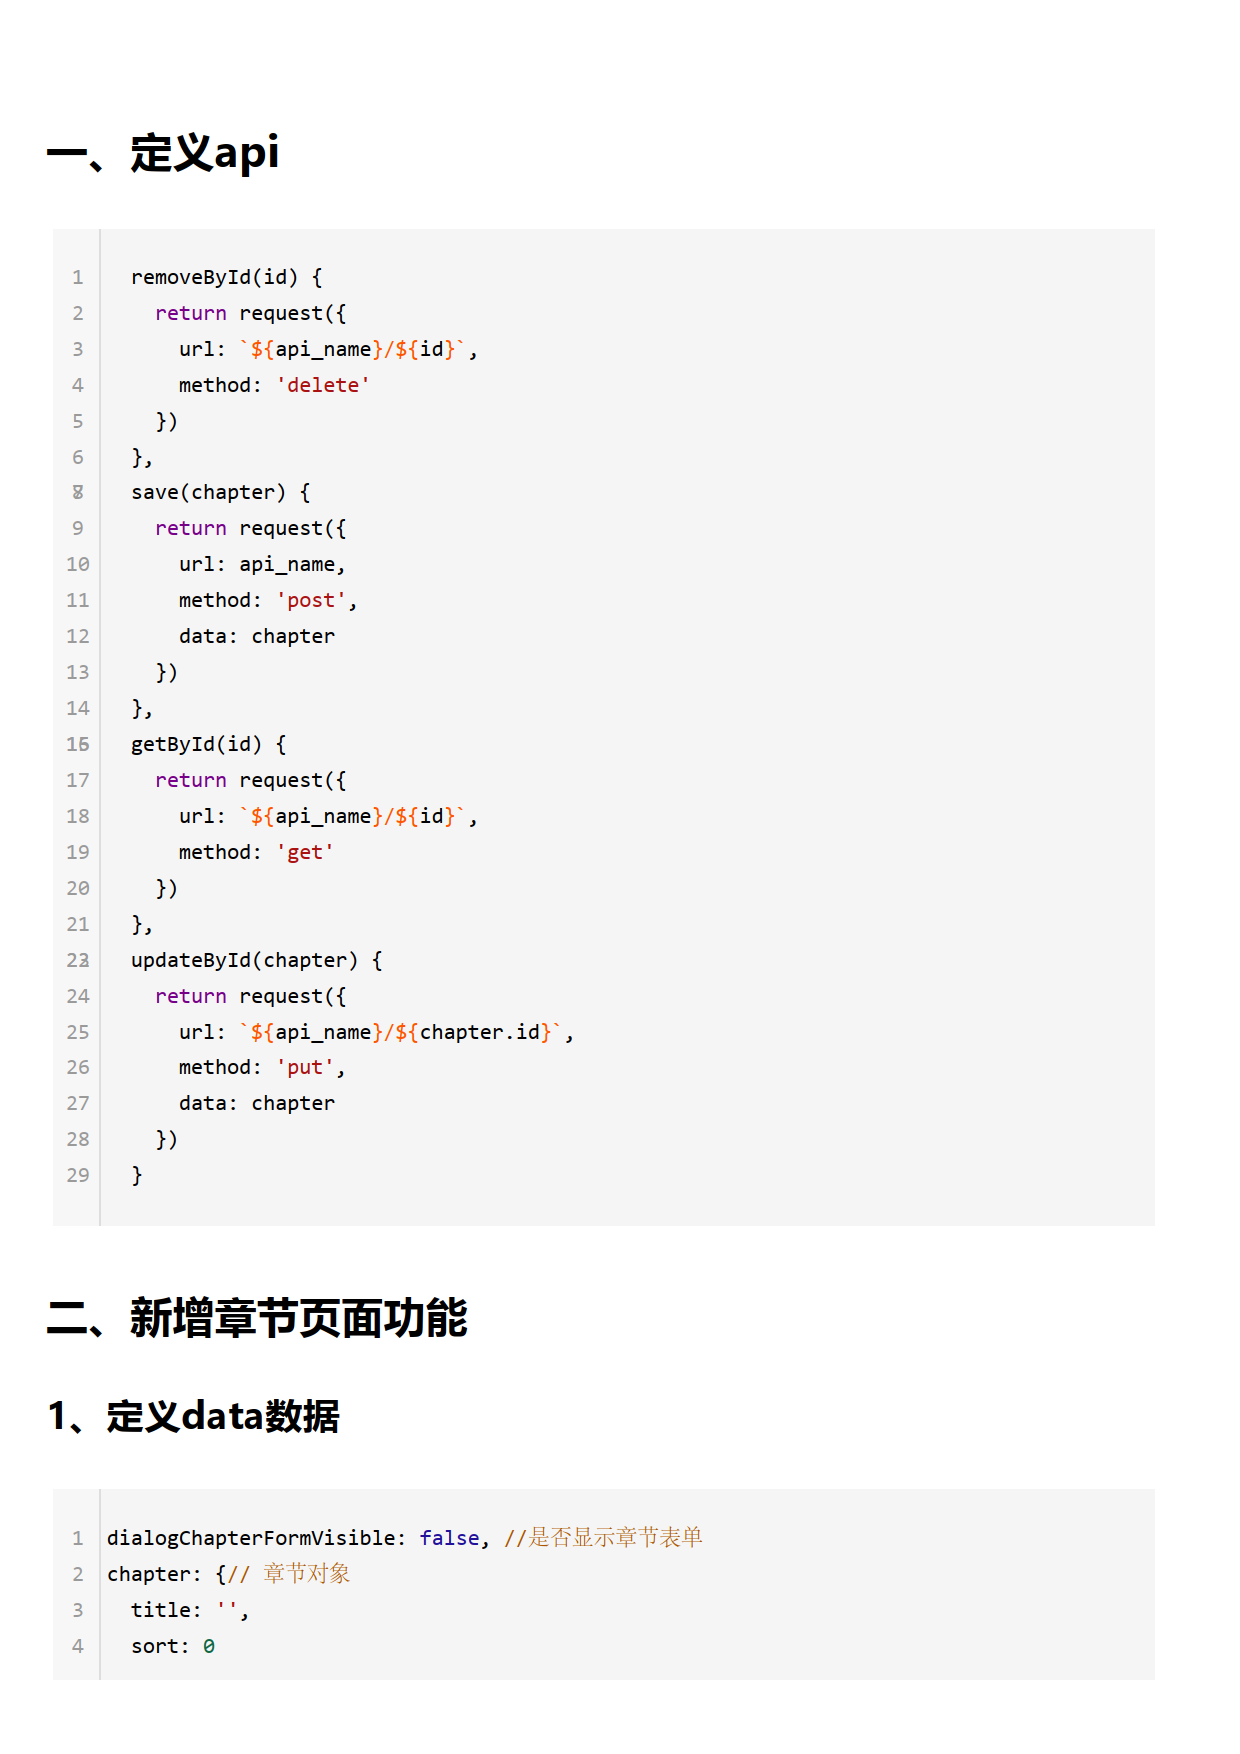 一、定义api
1 removeById(id) {
2 return request({
3 url: `${api_name}/${id}`,
4 method: 'delete'
5 })
6 },
7
8 save(chapter) {
9 return request({
10 url: api_name,
11 method: 'post',
12 data: chapter
13 })
14 },
15
16 getById(id) {
17 return request({
18 url: `${api_name}/${id}`,
19 method: 'get'
20 })
21 },
22
23 updateById(chapter) {
24 return request({
25 url: `${api_name}/${chapter.id}`,
26 method: 'put',
27 data: chapter
28 })
29 }
二、新增章节页面功能
1、定义data数据
1 dialogChapterFormVisible: false, //是否显示章节表单
2 chapter: {// 章节对象
3 title: '',
4 sort: 0